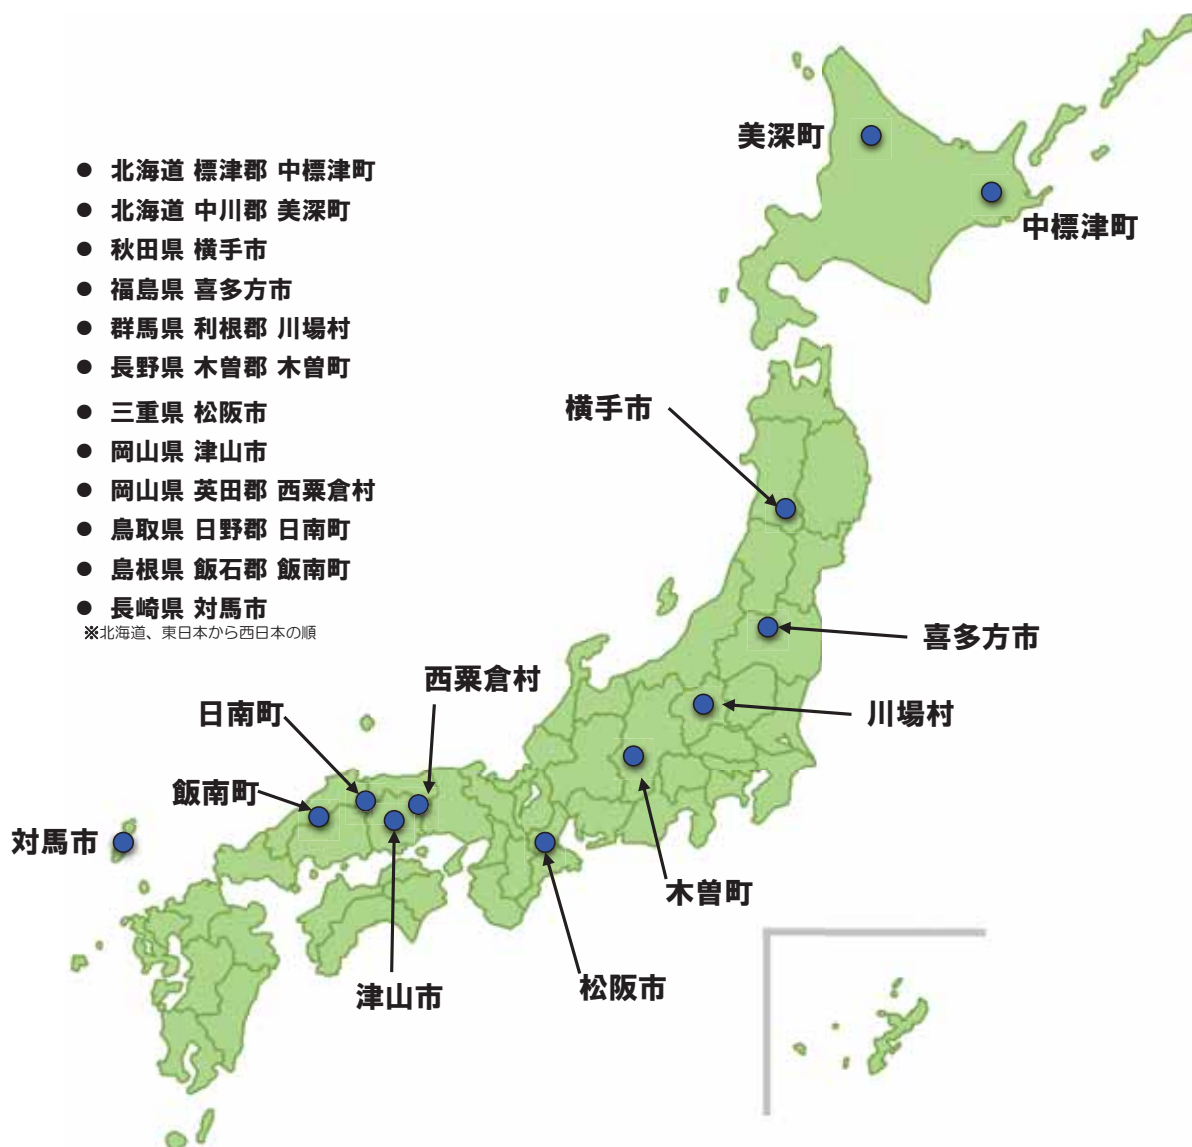 ● 北海道 標津郡 中標津町
● 北海道 中川郡 美深町
● 秋田県 横手市
● 福島県 喜多方市
● 群馬県 利根郡 川場村
● 長野県 木曽郡 木曽町
● 三重県 松阪市
● 岡山県 津山市
● 岡山県 英田郡 西粟倉村
● 鳥取県 日野郡 日南町
● 島根県 飯石郡 飯南町
● 長崎県 対馬市
※北海道、東日本から西日本の順
美深町
中標津町
横手市
喜多方市
川場村
西粟倉村
日南町
飯南町
対馬市
木曽町
松阪市
津山市